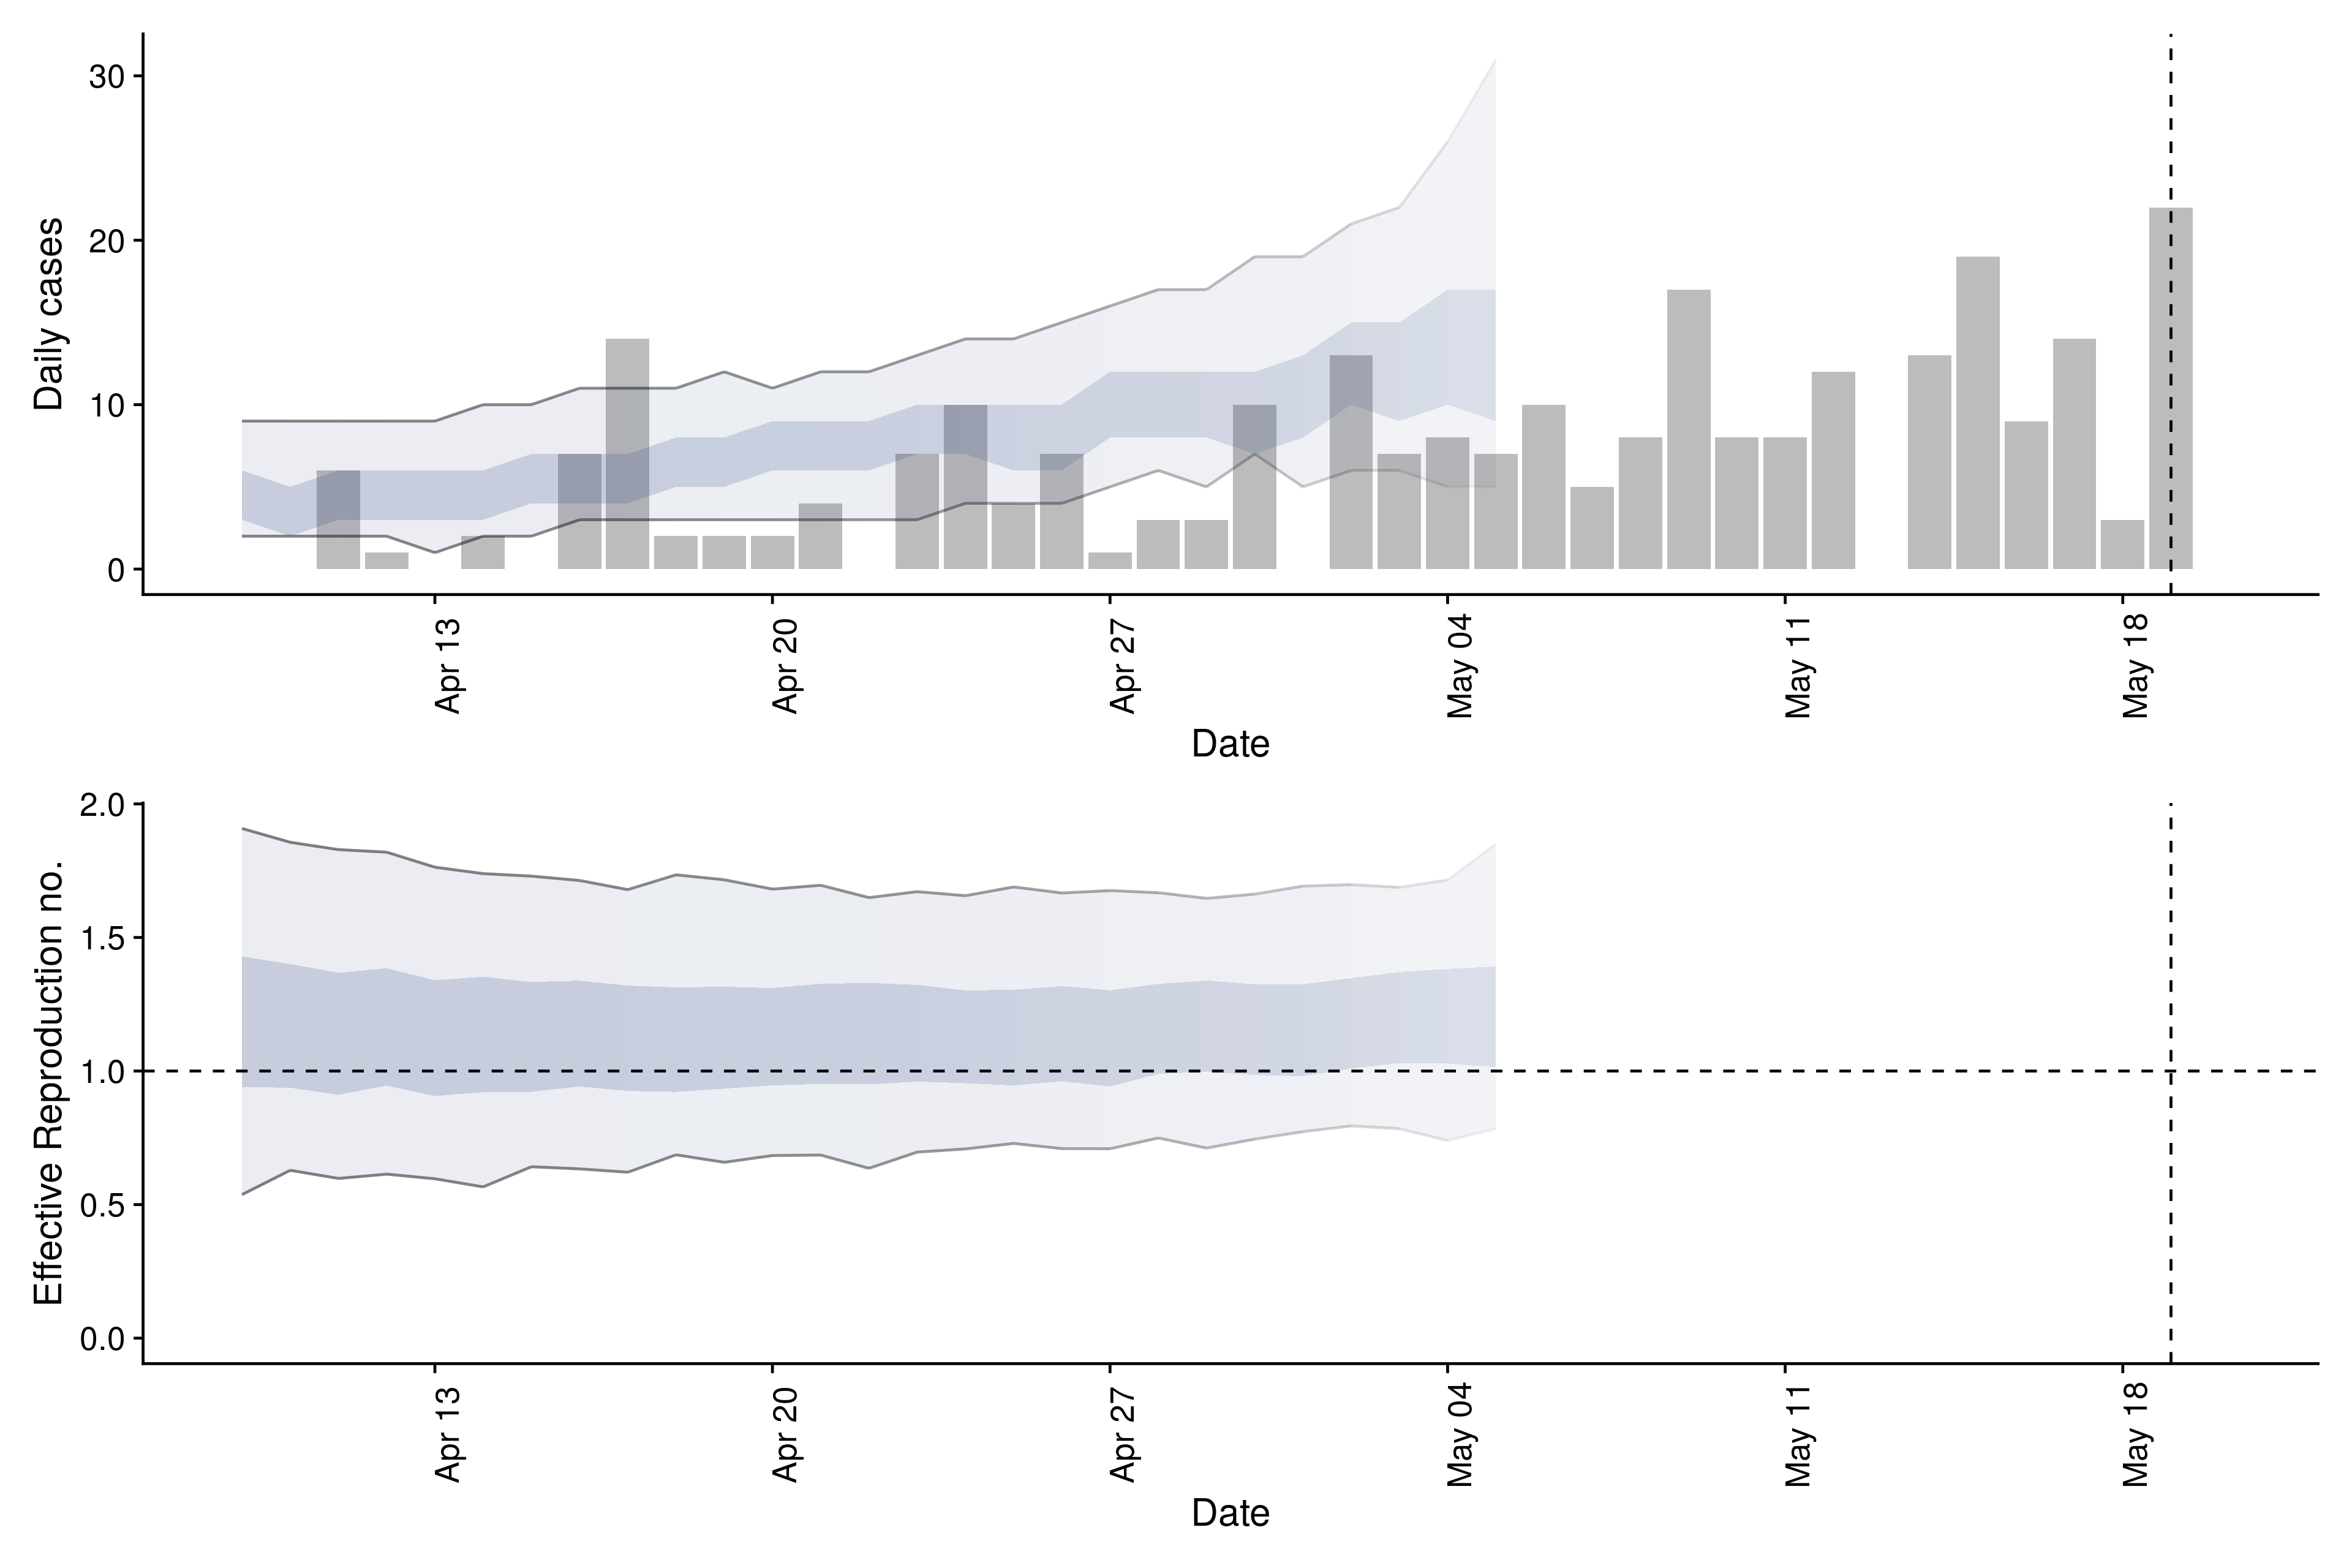 30
20
10
0
Daily cases
Apr 13
Apr 20
Apr 27
May 04
May 11
May 18
Date
2.0
1.5
1.0
0.5
0.0
Effective Reproduction no.
Apr 13
Apr 20
Apr 27
May 04
May 11
May 18
Date